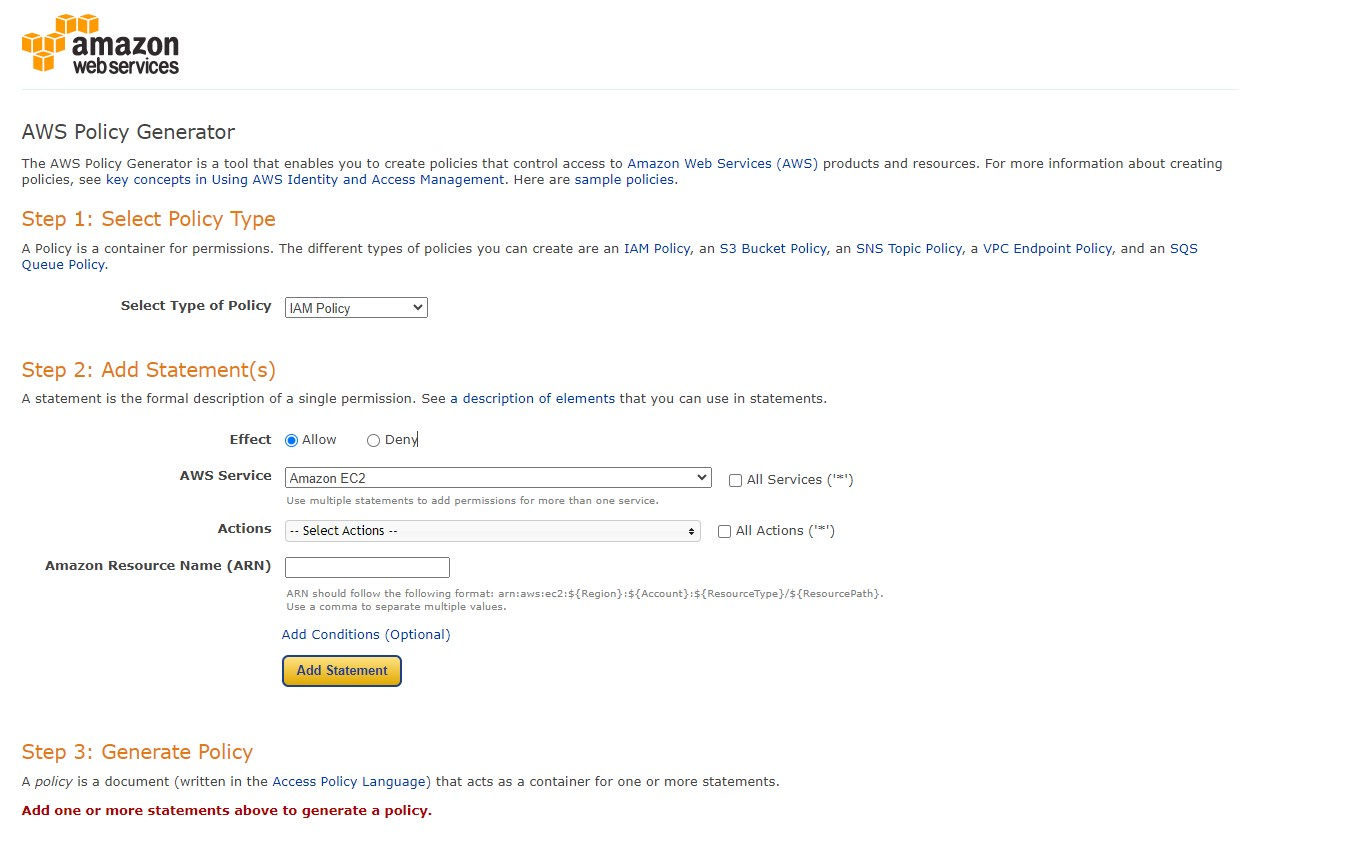 amazon
web services
AWS Policy Generator
The AWS Policy Generator is a tool that enables you to create policies that control access to Amazon Web Services (AWS) products and resources. For more information about creating
policies, see key concepts in Using AWS Identity and Access Management. Here are sample policies.
Step 1: Select Policy Type
A Policy is a container for permissions. The different types of policies you can create are an IAM Policy, an S3 Bucket Policy, an SNS Topic Policy, a VPC Endpoint Policy, and an SQS
Queue Policy.
Select Type of Policy IAM Policy
Step 2: Add Statement(s)
A statement is the formal description of a single permission. See a description of elements that you can use in statements.
Effect Allow Deny
AWS Service Amazon EC2 All Services ('*')
Use multiple statements to add permissions for more than one service.
Actions -- Select Actions -- All Actions ('*')
Amazon Resource Name (ARN)
ARN should follow the following format: arn:aws:ec2:${Region}:${Account}:${ResourceType}/${ResourcePath}.
Use a comma to separate multiple values.
Add Conditions (Optional)
Add Statement
Step 3: Generate Policy
A policy is a document (written in the Access Policy Language) that acts as a container for one or more statements.
Add one or more statements above to generate a policy.